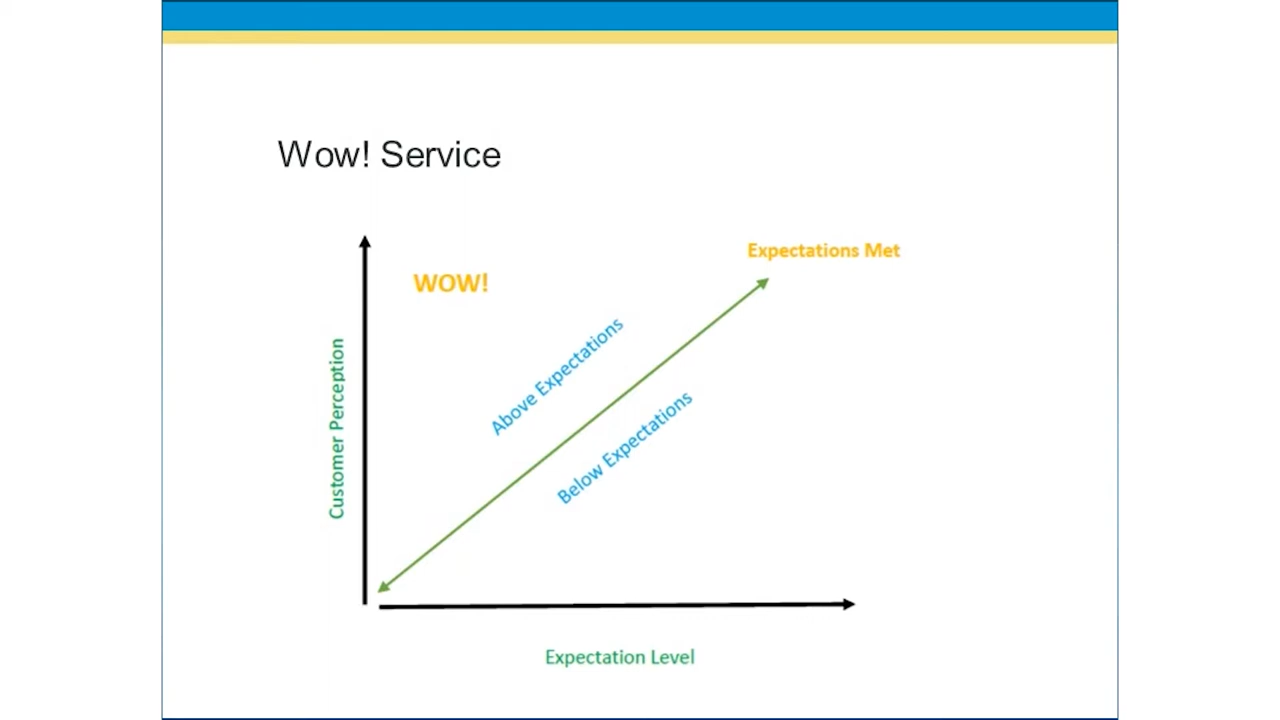 Wow! Service
Expectations Met
WOW!
Above Expectations
Below Expectations
Customer Perception
Expectation Level